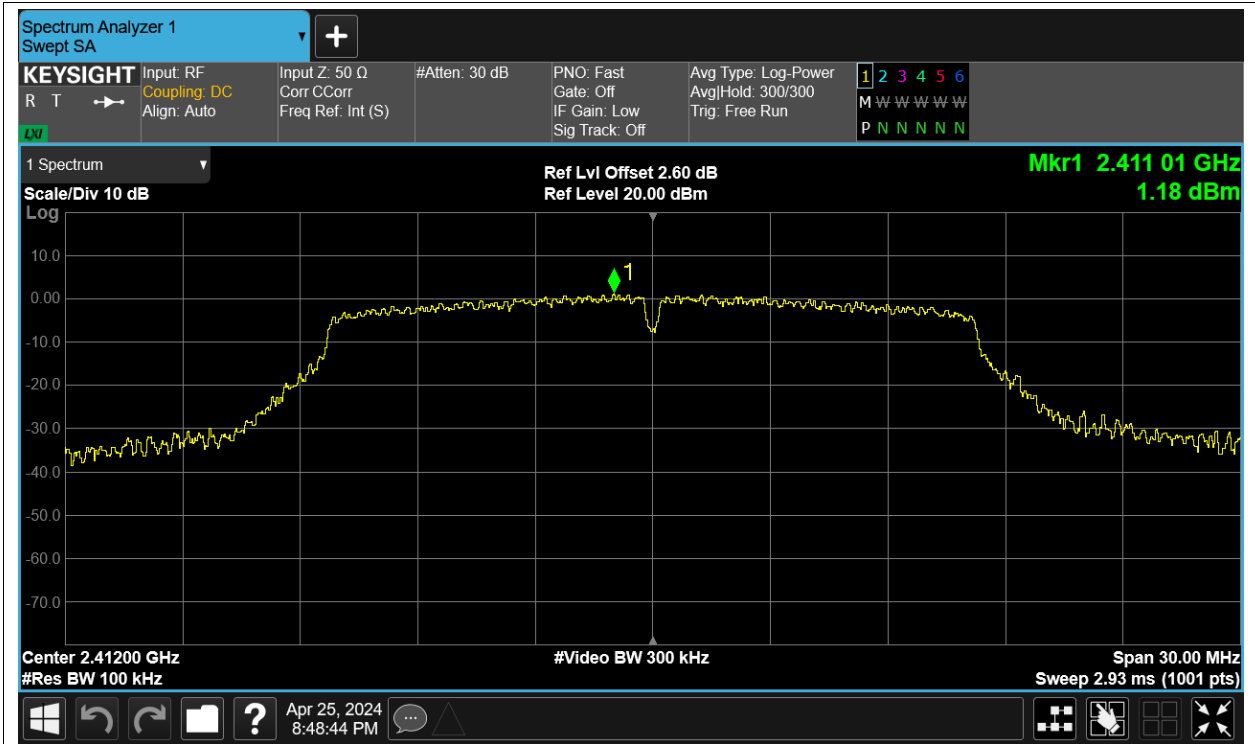 Spectrum Analyzer 1
Swept SA
+
KEYSIGHT
R T
LXI
Input: RF
Coupling: DC
Align: Auto
Input Z: 50 Ω
Corr CCorr
Freq Ref: Int (S)
#Atten: 30 dB
PNO: Fast
Gate: Off
IF Gain: Low
Sig Track: Off
Avg Type: Log-Power
Avg|Hold: 300/300
Trig: Free Run
1 2 3 4 5 6
M W W W W W
P N N N N N
1 Spectrum
Scale/Div 10 dB
Log
Ref Lvl Offset 2.60 dB
Ref Level 20.00 dBm
Mkr1 2.411 01 GHz
1.18 dBm
10.0
0.00
-10.0
-20.0
-30.0
-40.0
-50.0
-60.0
-70.0
1
Center 2.41200 GHz
#Res BW 100 kHz
#Video BW 300 kHz
Span 30.00 MHz
Sweep 2.93 ms (1001 pts)
?
Apr 25, 2024
8:48:44 PM